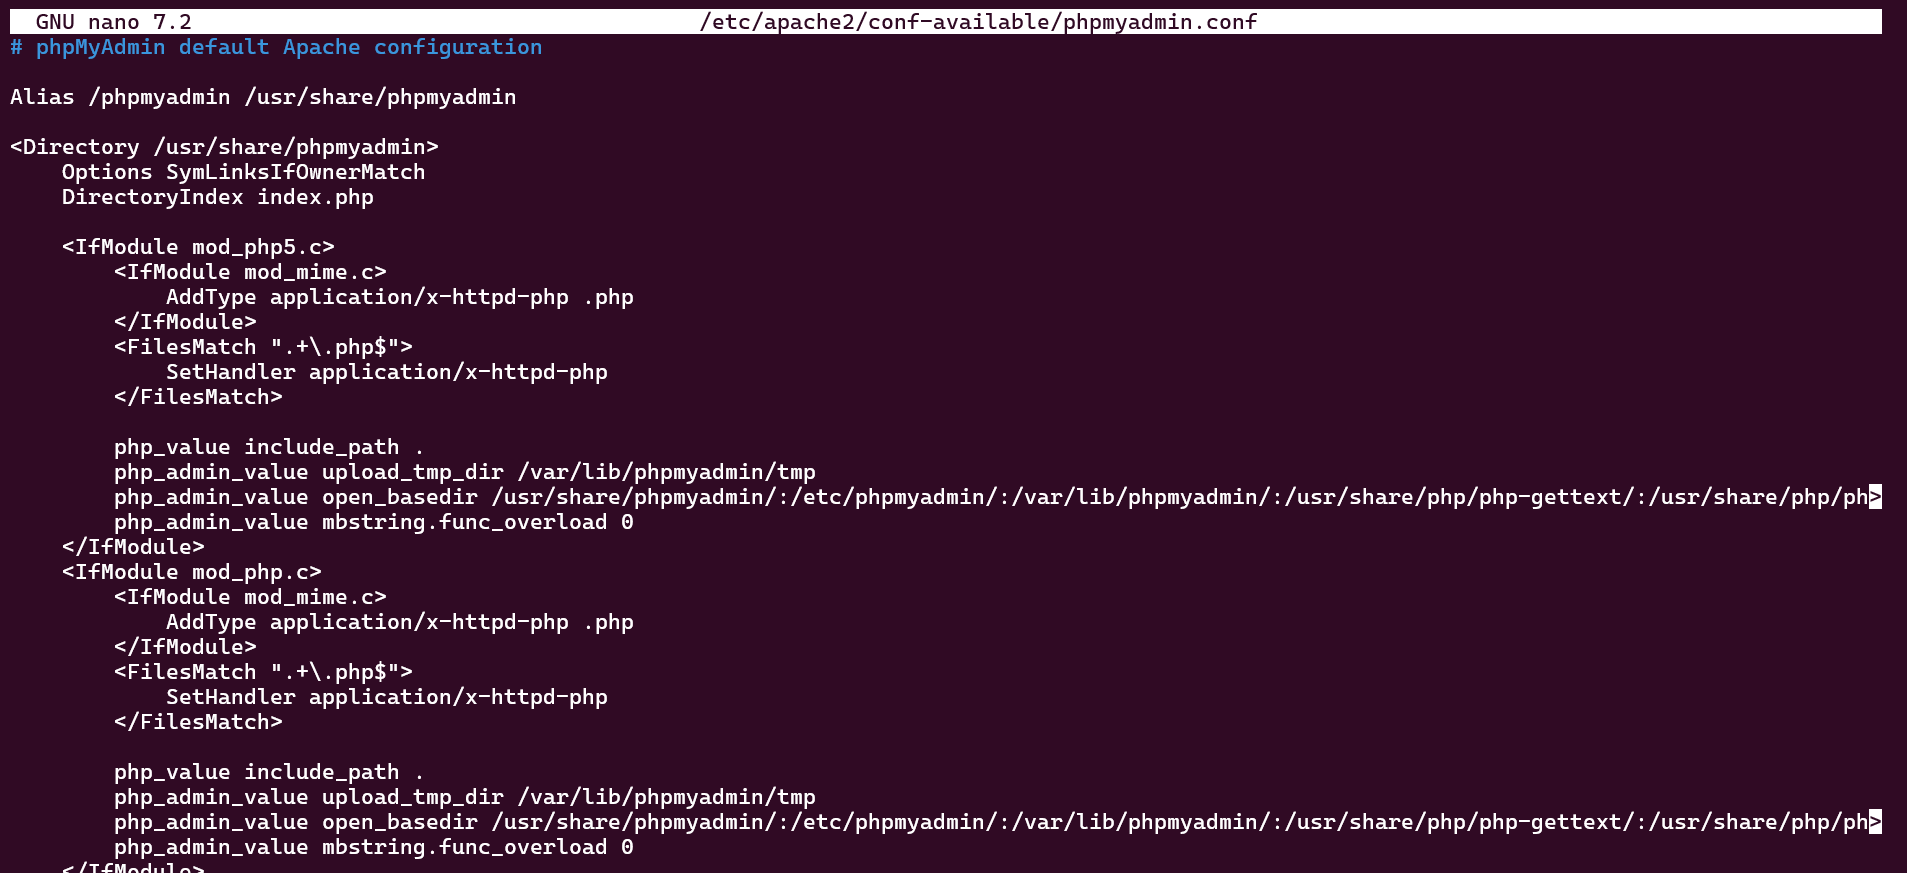 GNU nano 7.2 /etc/apache2/conf-available/phpmyadmin.conf
# phpMyAdmin default Apache configuration
Alias /phpmyadmin /usr/share/phpmyadmin
<Directory /usr/share/phpmyadmin>
    Options SymLinksIfOwnerMatch
    DirectoryIndex index.php
    <IfModule mod_php5.c>
        <IfModule mod_mime.c>
            AddType application/x-httpd-php .php
        </IfModule>
        <FilesMatch ".+\.php$">
            SetHandler application/x-httpd-php
        </FilesMatch>
        php_value include_path .
        php_admin_value upload_tmp_dir /var/lib/phpmyadmin/tmp
        php_admin_value open_basedir /usr/share/phpmyadmin/:/etc/phpmyadmin/:/var/lib/phpmyadmin/:/usr/share/php/php-gettext/:/usr/share/php/ph>
        php_admin_value mbstring.func_overload 0
    </IfModule>
    <IfModule mod_php.c>
        <IfModule mod_mime.c>
            AddType application/x-httpd-php .php
        </IfModule>
        <FilesMatch ".+\.php$">
            SetHandler application/x-httpd-php
        </FilesMatch>
        php_value include_path .
        php_admin_value upload_tmp_dir /var/lib/phpmyadmin/tmp
        php_admin_value open_basedir /usr/share/phpmyadmin/:/etc/phpmyadmin/:/var/lib/phpmyadmin/:/usr/share/php/php-gettext/:/usr/share/php/ph>
        php_admin_value mbstring.func_overload 0
    </IfModule>